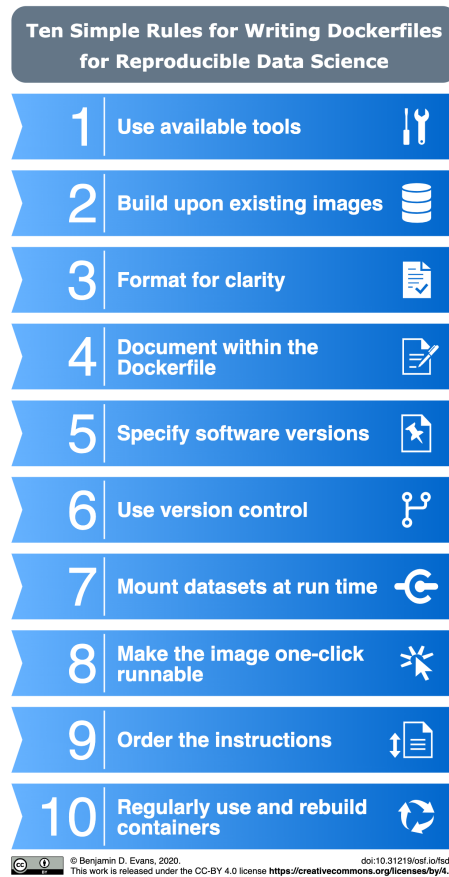 Ten Simple Rules for Writing Dockerfiles
for Reproducible Data Science
1
Use available tools
2
Build upon existing images
3
Format for clarity
4
Document within the
Dockerfile
5
Specify software versions
6
Use version control
7
Mount datasets at run time
8
Make the image one-click
runnable
9
Order the instructions
10
Regularly use and rebuild
containers
cc BY © Benjamin D. Evans, 2020. doi:10.31219/osf.io/fsd
This work is released under the CC-BY 4.0 license https://creativecommons.org/licenses/by/4.